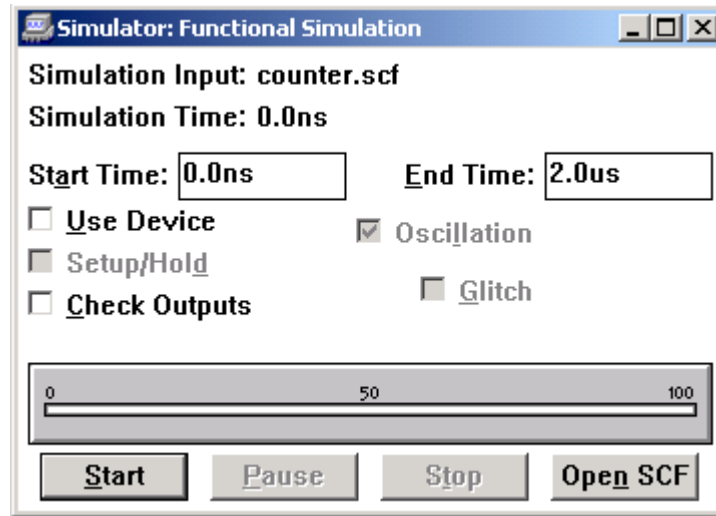 Simulator: Functional Simulation
Simulation Input: counter.scf
Simulation Time: 0.0ns
Start Time: 0.0ns End Time: 2.0us
Use Device Oscillation
Setup/Hold Glitch
Check Outputs
0 50 100
Start Pause Stop Open SCF